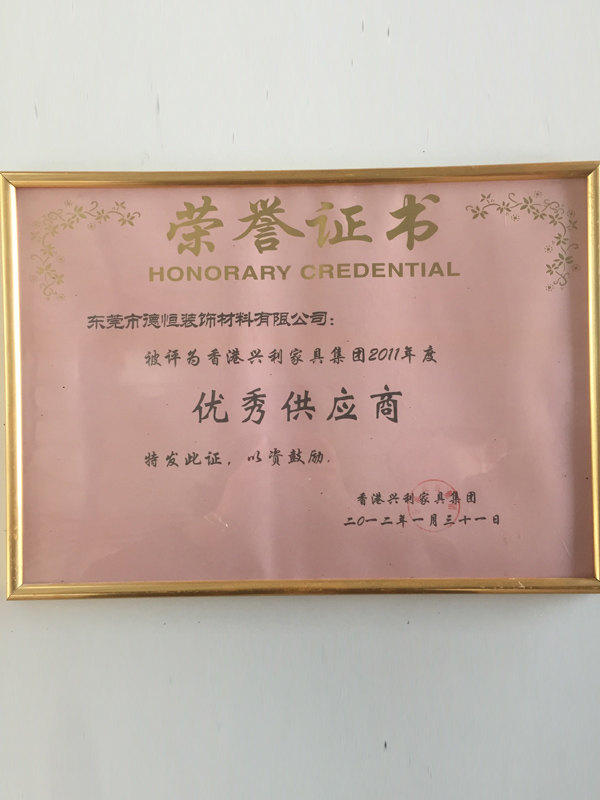 荣誉证书
HONORARY CREDENTIAL
东莞市德恒装饰材料有限公司：
被评为香港兴利家具集团2011年度
优秀供应商
特发此证，以资鼓励.
香港兴利家具集团
二O一二年一月三十一日